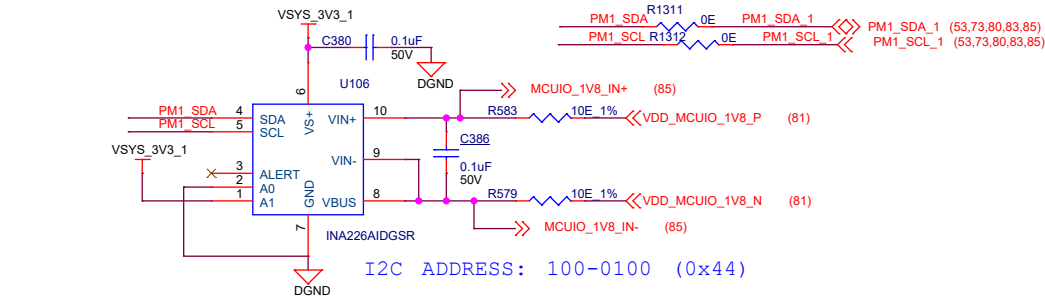 VSYS_3V3_1
C380
0.1uF
50V
DGND
U106
PM1_SDA
R1311
0E
PM1_SDA_1
PM1_SDA_1 (53,73,80,83,85)
PM1_SCL
R1312
0E
PM1_SCL_1
PM1_SCL_1 (53,73,80,83,85)
MCUIO_1V8_IN+ (85)
6
VS+
PM1_SDA
4
SDA
VIN+
10
R583
10E_1%
VDD_MCUIO_1V8_P (81)
PM1_SCL
5
SCL
C386
0.1uF
50V
VSYS_3V3_1
VIN-
9
3
ALERT
2
A0
1
A1
GND
VBUS
8
R579
10E_1%
VDD_MCUIO_1V8_N (81)
7
INA226AIDGSR
MCUIO_1V8_IN- (85)
I2C ADDRESS: 100-0100 (0x44)
DGND